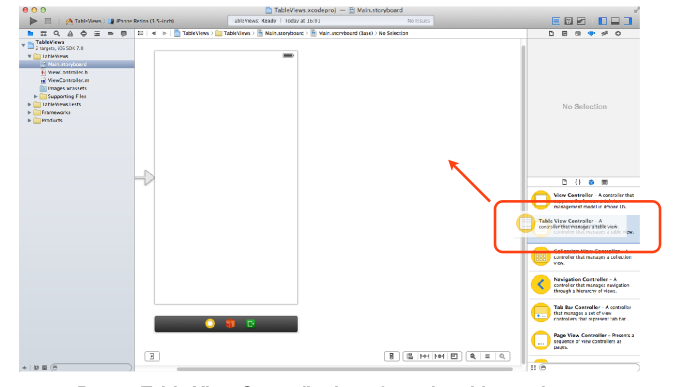 TableViews.xcodeproj — Main.storyboard
TableViews
iPhone Retina (3.5-inch)
TableViews: Ready | Today at 16:01
No Issues
TableViews
2 targets, iOS SDK 7.0
TableViews
Main.storyboard
ViewController.h
ViewController.m
Images.xcassets
Supporting Files
TableViewsTests
Frameworks
Products
TableViews
TableViews
Main.storyboard
Main.storyboard (Base)
No Selection
No Selection
View Controller - A controller that
management model in iPhone OS.
Table View Controller - A
controller that manages a table view.
Collection View Controller - A
controller that manages a collection
view.
Navigation Controller - A
controller that manages navigation
through a hierarchy of views.
Tab Bar Controller - A controller
that manages a set of view
controllers that represent tab bar
Page View Controller - Presents a
sequence of view controllers as
pages.